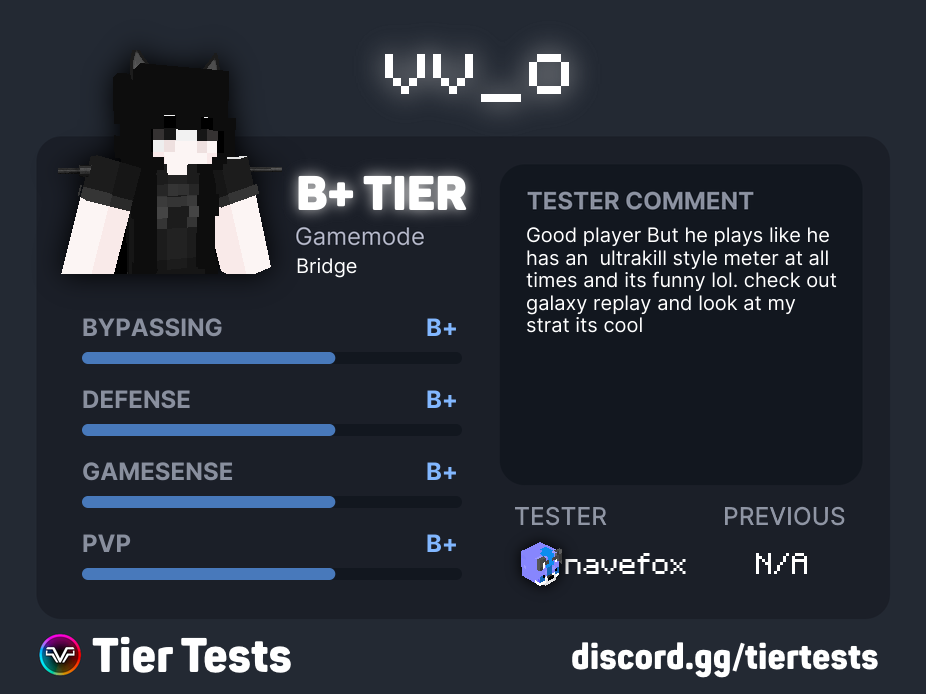 vv_o
B+ TIER
Gamemode
Bridge
BYPASSING B+
DEFENSE B+
GAMESENSE B+
PVP B+
TESTER COMMENT
Good player But he plays like he
has an  ultrakill style meter at all
times and its funny lol. check out
galaxy replay and look at my
strat its cool
TESTER
navefox
PREVIOUS
N/A
Tier Tests
discord.gg/tiertests